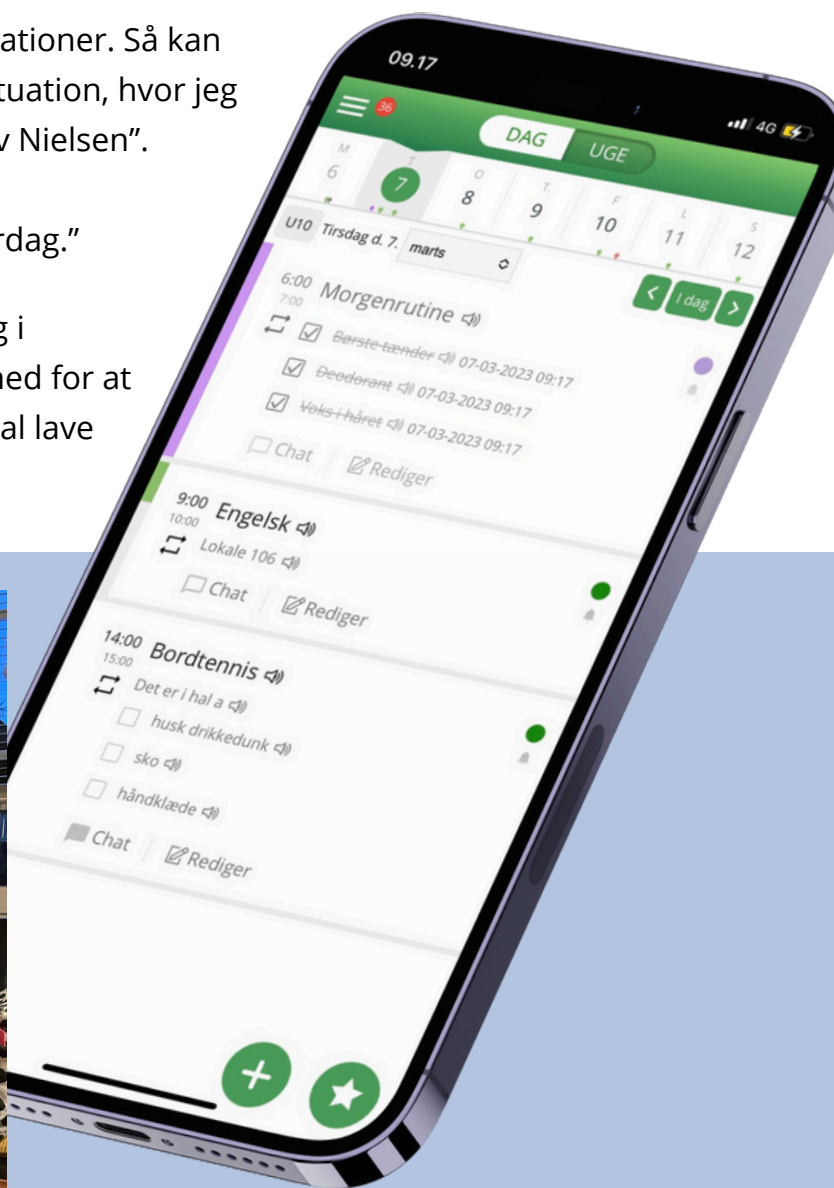 ationer. Så kan
tuation, hvor jeg
v Nielsen”.
rdag.”
g i
ned for at
al lave
09.17
4G
36
DAG UGE
M T O T. F L S
6 7 8 9 10 11 12
U10 Tirsdag d. 7. marts
I dag
6:00 Morgenrutine
7:00
Børste tænder 07-03-2023 09:17
Deodorant 07-03-2023 09:17
Voks i håret 07-03-2023 09:17
Chat Rediger
9:00 Engelsk
10:00
Lokale 106
Chat Rediger
14:00 Bordtennis
15:00
Det er i hal a
husk drikkedunk
sko
håndklæde
Chat Rediger